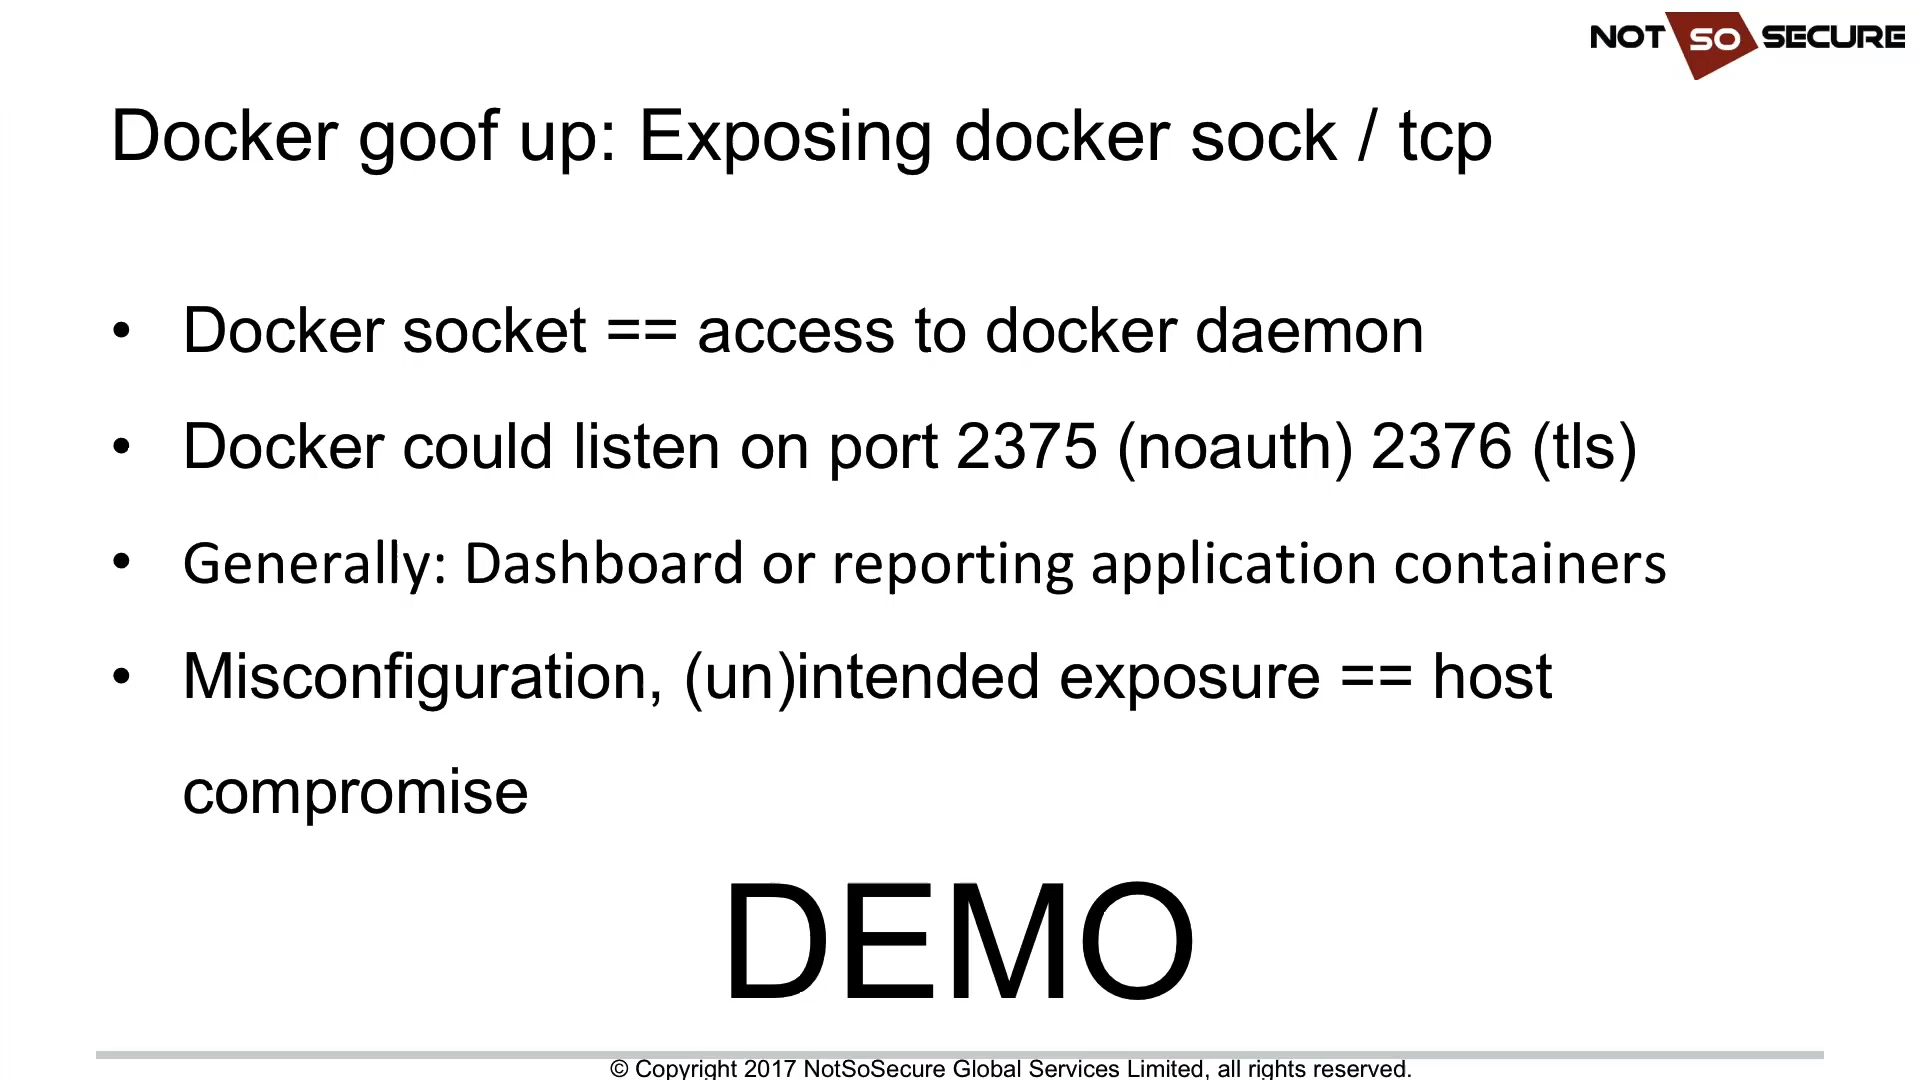 NOT SO SECURE
Docker goof up: Exposing docker sock / tcp
• Docker socket == access to docker daemon
• Docker could listen on port 2375 (noauth) 2376 (tls)
• Generally: Dashboard or reporting application containers
• Misconfiguration, (un)intended exposure == host
compromise
DEMO
© Copyright 2017 NotSoSecure Global Services Limited, all rights reserved.